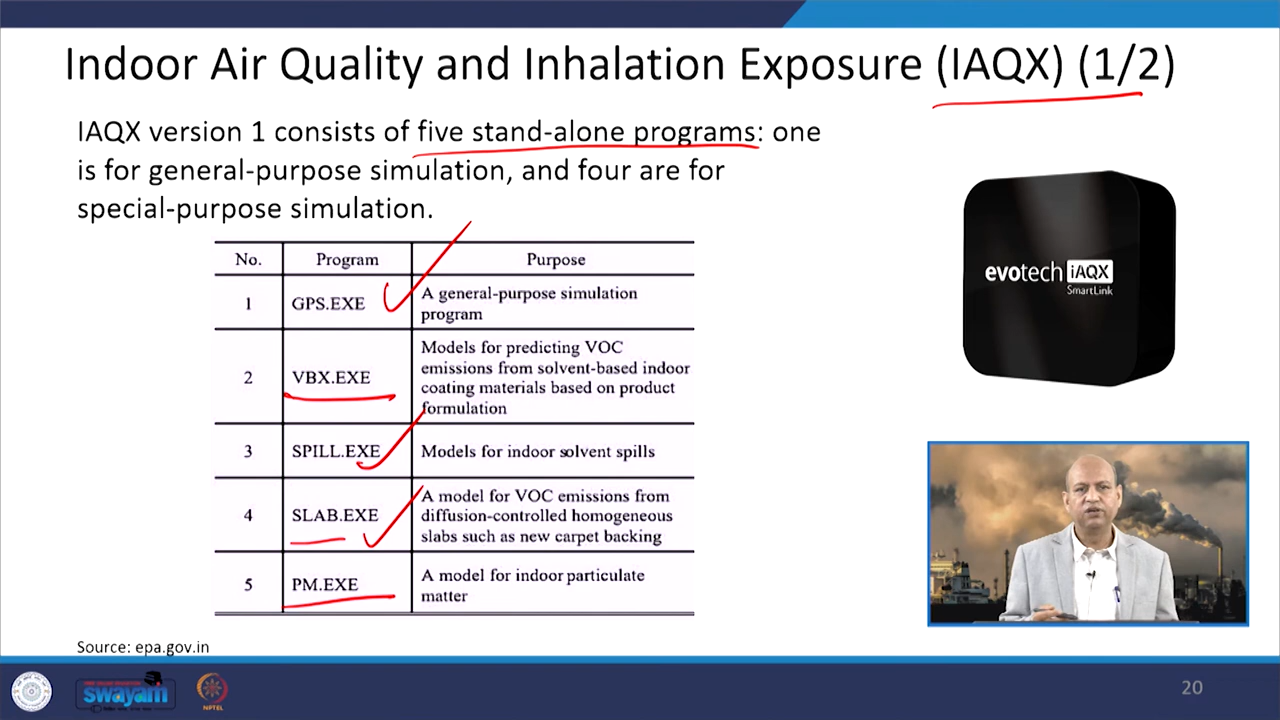 Indoor Air Quality and Inhalation Exposure (IAQX) (1/2)
IAQX version 1 consists of five stand-alone programs: one
is for general-purpose simulation, and four are for
special-purpose simulation.
No. Program Purpose
1 GPS.EXE A general-purpose simulation
program
2 VBX.EXE Models for predicting VOC
emissions from solvent-based indoor
coating materials based on product
formulation
3 SPILL.EXE Models for indoor solvent spills
4 SLAB.EXE A model for VOC emissions from
diffusion-controlled homogeneous
slabs such as new carpet backing
5 PM.EXE A model for indoor particulate
matter
evotech iAQX
SmartLink
Source: epa.gov.in
swayam
NPTEL
20